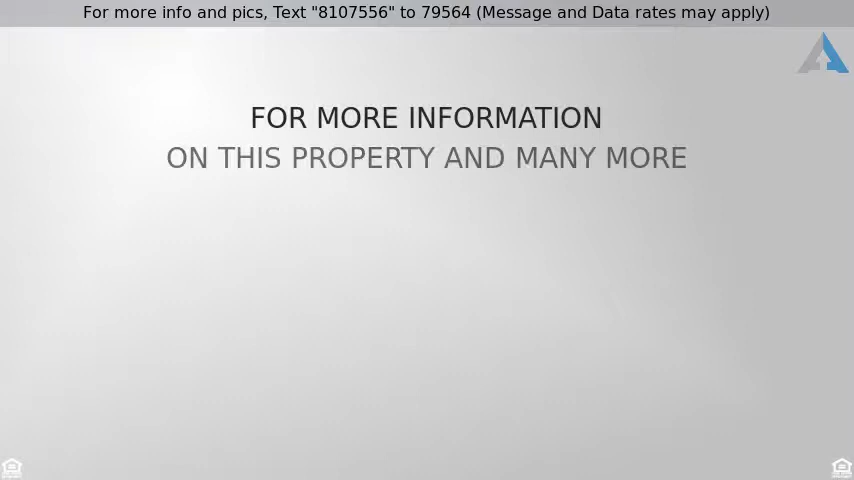 For more info and pics, Text "8107556" to 79564 (Message and Data rates may apply)
FOR MORE INFORMATION
ON THIS PROPERTY AND MANY MORE